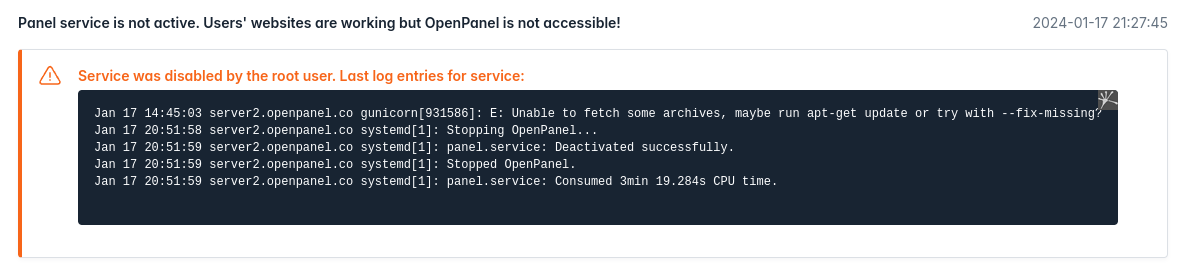 Panel service is not active. Users' websites are working but OpenPanel is not accessible!
2024-01-17 21:27:45
Service was disabled by the root user. Last log entries for service:
Jan 17 14:45:03 server2.openpanel.co gunicorn[931586]: E: Unable to fetch some archives, maybe run apt-get update or try with --fix-missing?
Jan 17 20:51:58 server2.openpanel.co systemd[1]: Stopping OpenPanel...
Jan 17 20:51:59 server2.openpanel.co systemd[1]: panel.service: Deactivated successfully.
Jan 17 20:51:59 server2.openpanel.co systemd[1]: Stopped OpenPanel.
Jan 17 20:51:59 server2.openpanel.co systemd[1]: panel.service: Consumed 3min 19.284s CPU time.